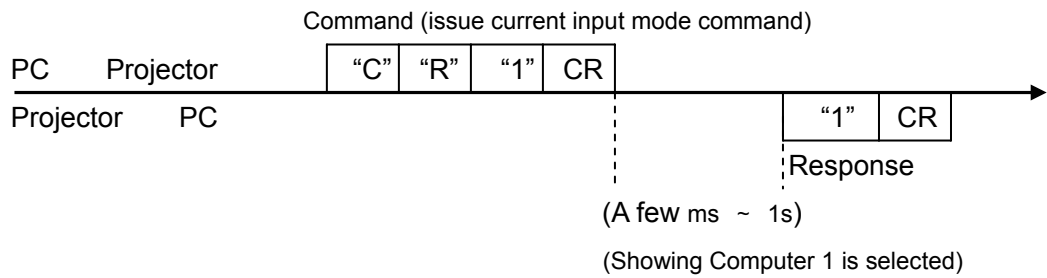 Command (issue current input mode command)
PC Projector “C” “R” “1” CR
Projector PC “1” CR
Response
(A few ms ~ 1s)
(Showing Computer 1 is selected)